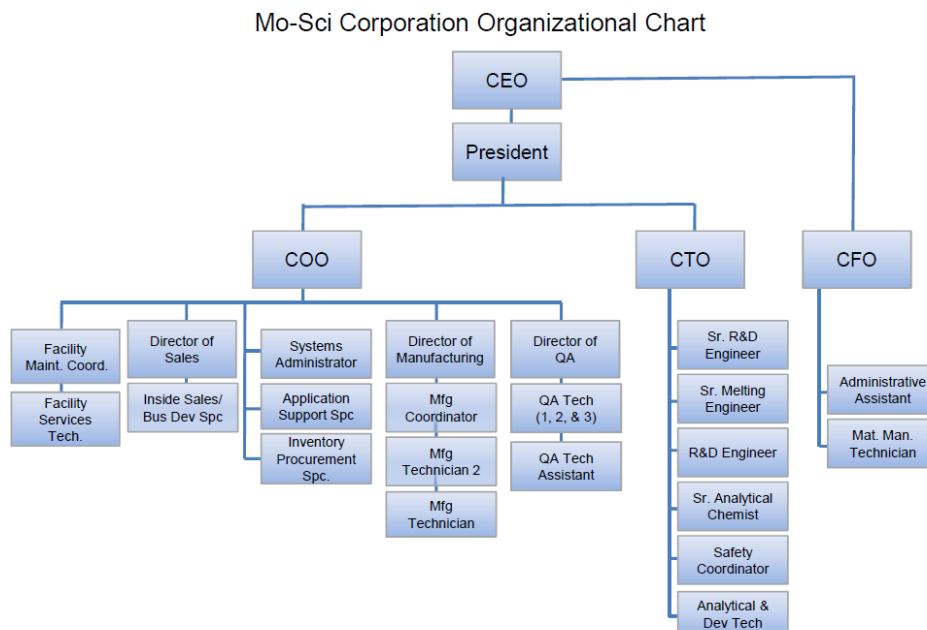 Mo-Sci Corporation Organizational Chart
CEO
President
COO
CTO
CFO
Facility
Maint. Coord.
Facility
Services
Tech.
Director of
Sales
Inside Sales/
Bus Dev Spc
Systems
Administrator
Application
Support Spc
Inventory
Procurement
Spc.
Director of
Manufacturing
Mfg
Coordinator
Mfg
Technician 2
Mfg
Technician
Director of
QA
QA Tech
(1, 2, & 3)
QA Tech
Assistant
Sr. R&D
Engineer
Sr. Melting
Engineer
R&D Engineer
Sr. Analytical
Chemist
Safety
Coordinator
Analytical &
Dev Tech
Administrative
Assistant
Mat. Man.
Technician